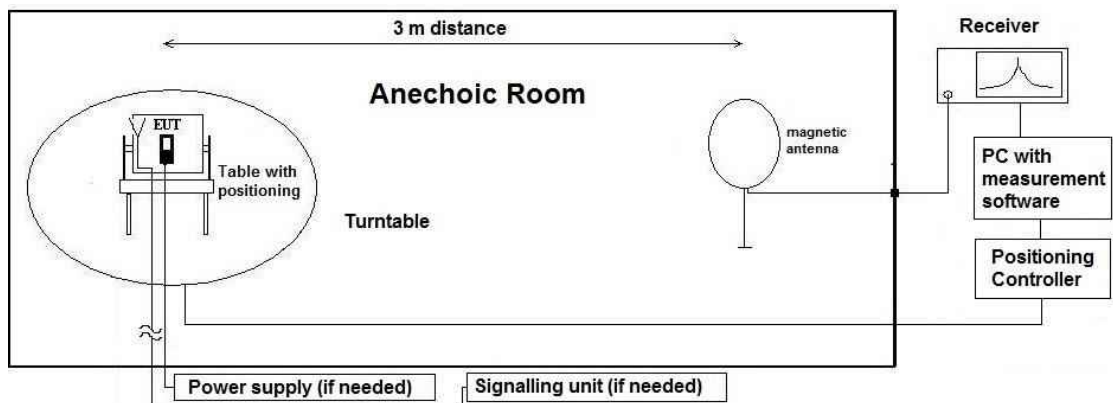 3 m distance
Receiver
Anechoic Room
EUT
magnetic
antenna
Table with
positioning
PC with
measurement
software
Turntable
Positioning
Controller
Power supply (if needed)
Signalling unit (if needed)